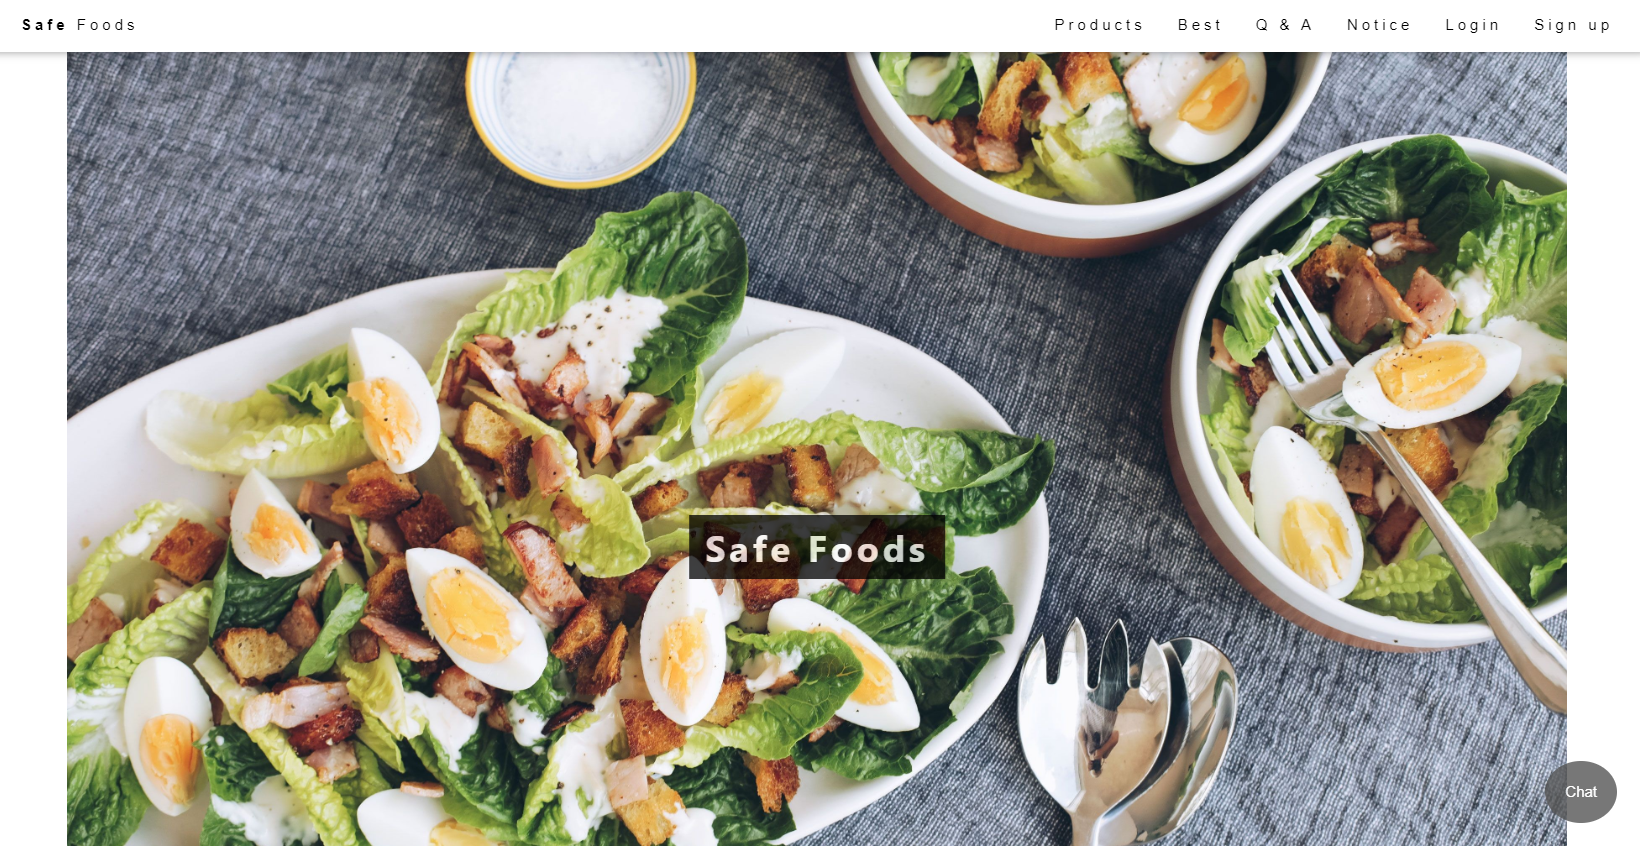 Safe Foods
Products Best Q & A Notice Login Sign up
Safe Foods
Chat